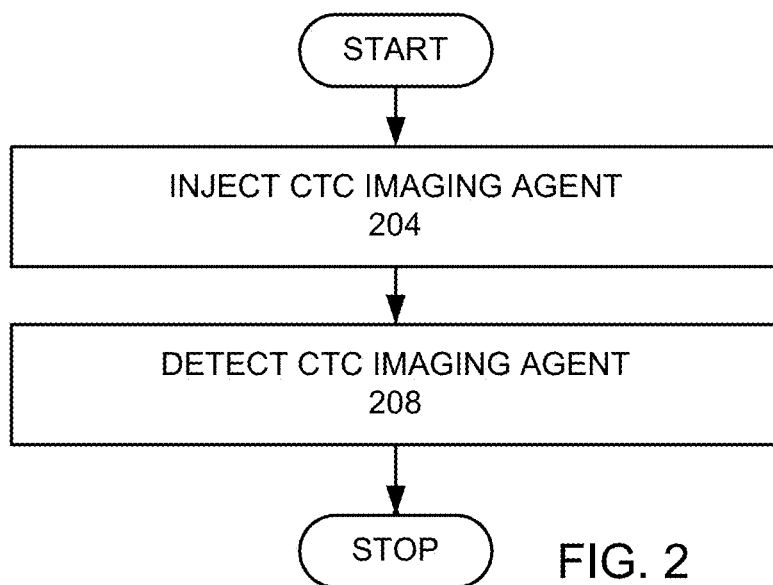 START
INJECT CTC IMAGING AGENT
204
DETECT CTC IMAGING AGENT
208
STOP
FIG. 2